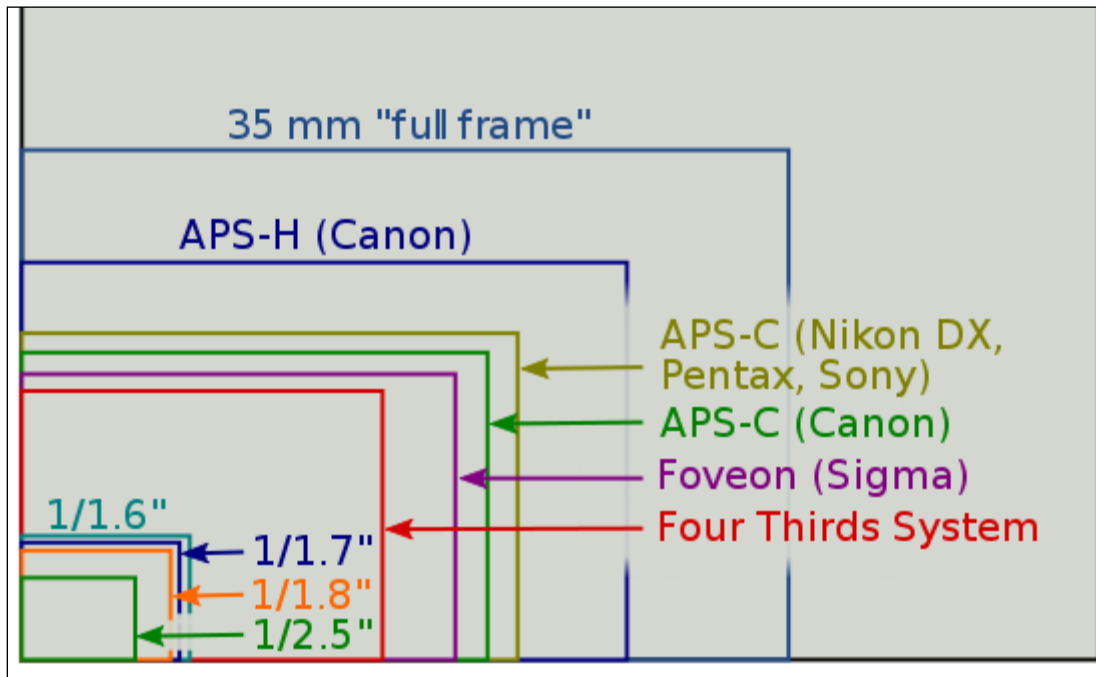 35 mm "full frame"
APS-H (Canon)
APS-C (Nikon DX,
Pentax, Sony)
APS-C (Canon)
Foveon (Sigma)
Four Thirds System
1/1.6"
1/1.7"
1/1.8"
1/2.5"